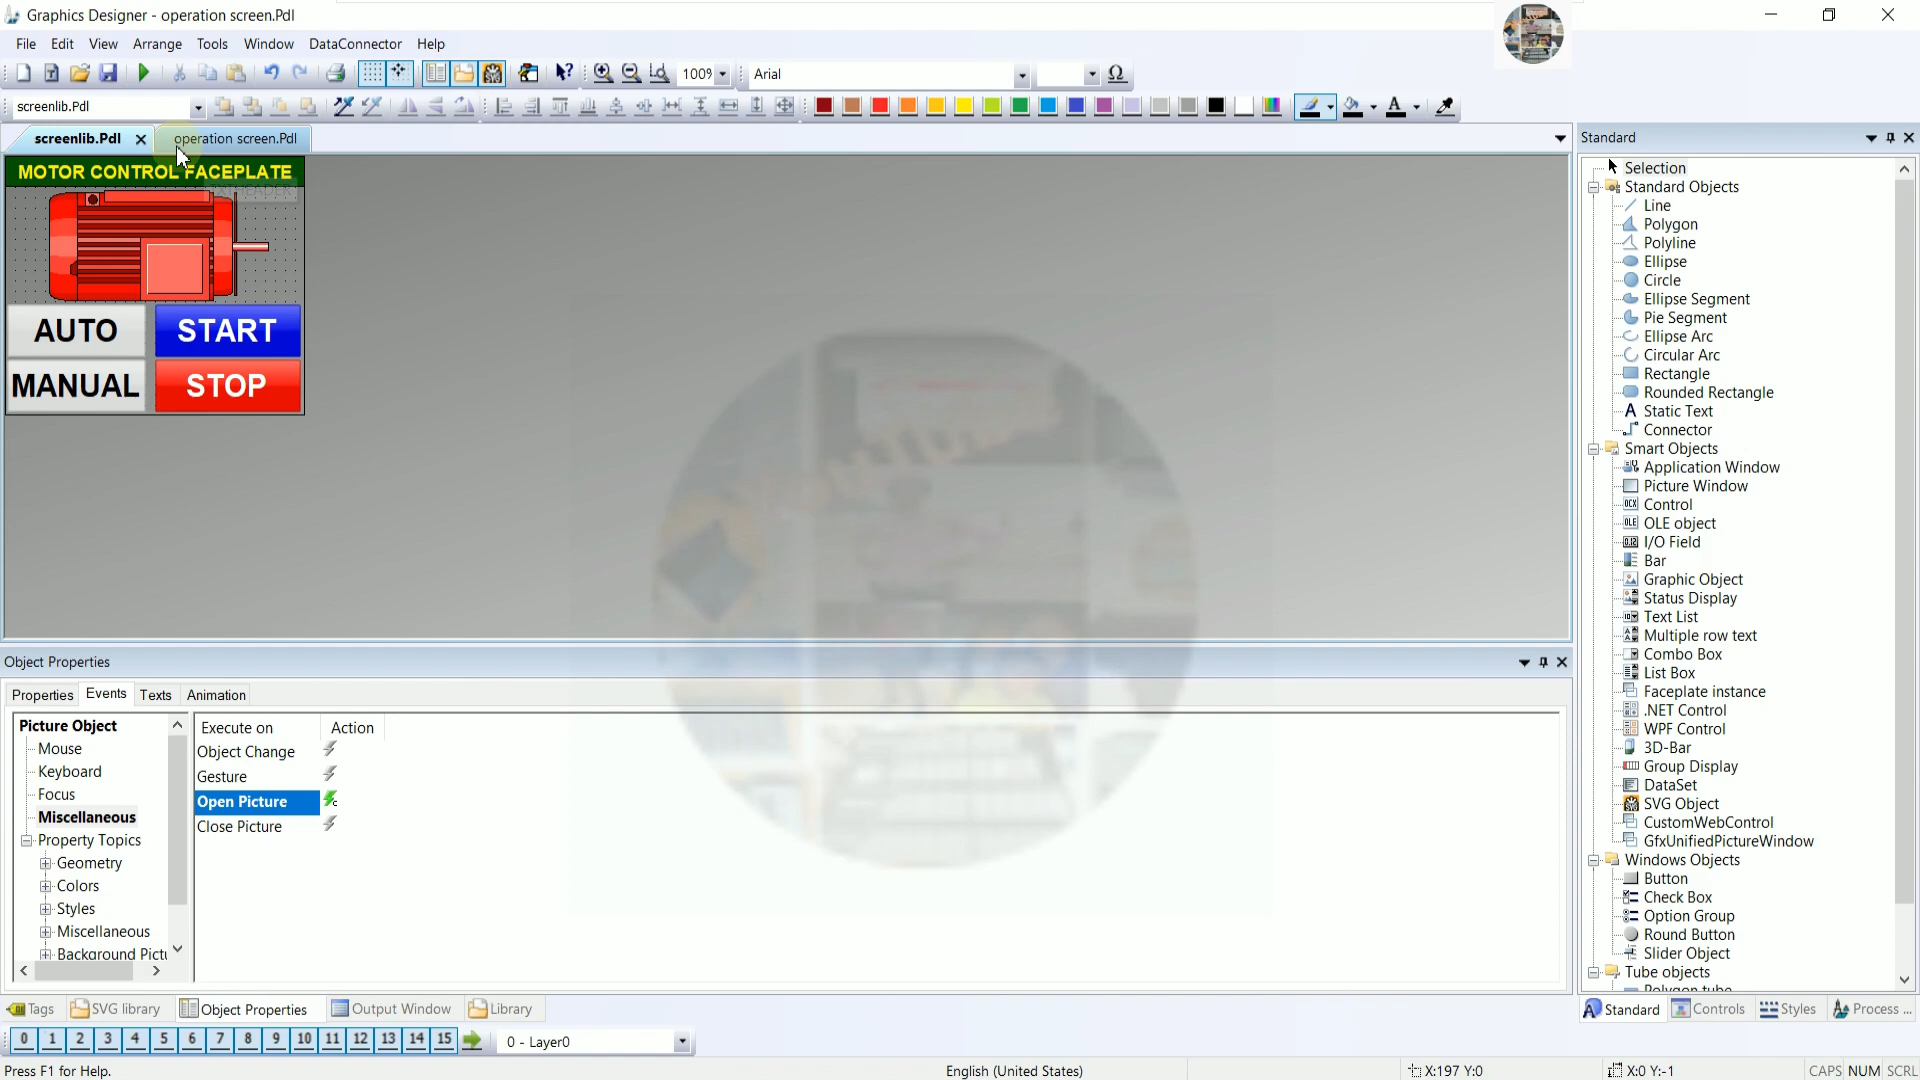 Graphics Designer - operation screen.Pdl
File Edit View Arrange Tools Window DataConnector Help
100% Arial
screenlib.Pdl
screenlib.Pdl operation screen.Pdl
Standard
MOTOR CONTROL FACEPLATE
AUTO START
MANUAL STOP
Selection
Standard Objects
Line
Polygon
Polyline
Ellipse
Circle
Ellipse Segment
Pie Segment
Ellipse Arc
Circular Arc
Rectangle
Rounded Rectangle
Static Text
Connector
Smart Objects
Application Window
Picture Window
Control
OLE object
I/O Field
Bar
Graphic Object
Status Display
Text List
Multiple row text
Combo Box
List Box
Faceplate instance
.NET Control
WPF Control
3D-Bar
Group Display
DataSet
SVG Object
CustomWebControl
GfxUnifiedPictureWindow
Windows Objects
Button
Check Box
Option Group
Round Button
Slider Object
Tube objects
Polygon tube
Object Properties
Properties Events Texts Animation
Picture Object
Mouse
Keyboard
Focus
Miscellaneous
Property Topics
Geometry
Colors
Styles
Miscellaneous
Background Pictu
Execute on Action
Object Change
Gesture
Open Picture
Close Picture
Tags SVG library Object Properties Output Window Library
Standard Controls Styles Process ...
0 1 2 3 4 5 6 7 8 9 10 11 12 13 14 15 0 - Layer0
Press F1 for Help. English (United States) X:197 Y:0 X:0 Y:-1 CAPS NUM SCRL